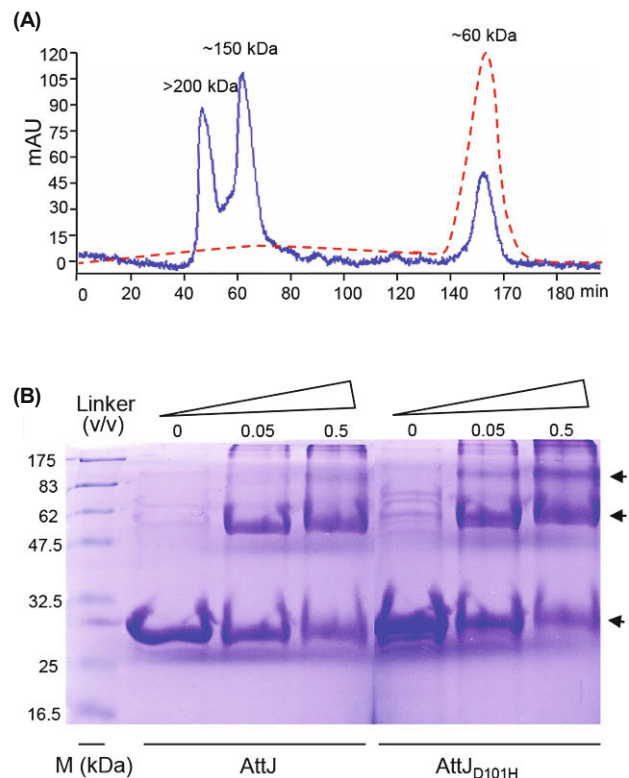 (A)
~150 kDa
~60 kDa
>200 kDa
mAU
120
105
90
75
60
45
30
15
0
0 20 40 60 80 100 120 140 160 180 min
(B)
Linker
(v/v)
0 0.05 0.5 0 0.05 0.5
175
83
62
47.5
32.5
25
16.5
M (kDa) AttJ AttJD101H